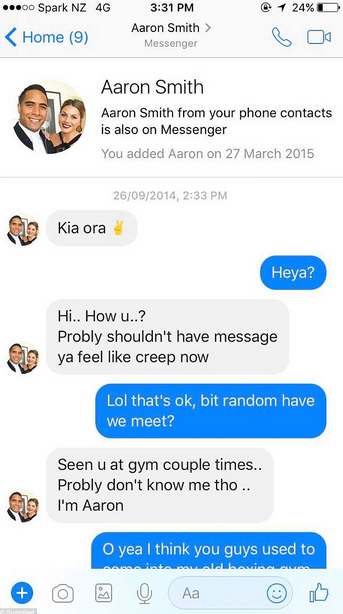 Spark NZ 4G 3:31 PM 24%
Home (9) Aaron Smith
Messenger
Aaron Smith
Aaron Smith from your phone contacts
is also on Messenger
You added Aaron on 27 March 2015
26/09/2014, 2:33 PM
Kia ora ✌️
Heya?
Hi.. How u..?
Probly shouldn't have message
ya feel like creep now
Lol that's ok, bit random have
we meet?
Seen u at gym couple times..
Probly don't know me tho ..
I'm Aaron
O yea I think you guys used to
come into my old boxing gym
Aa